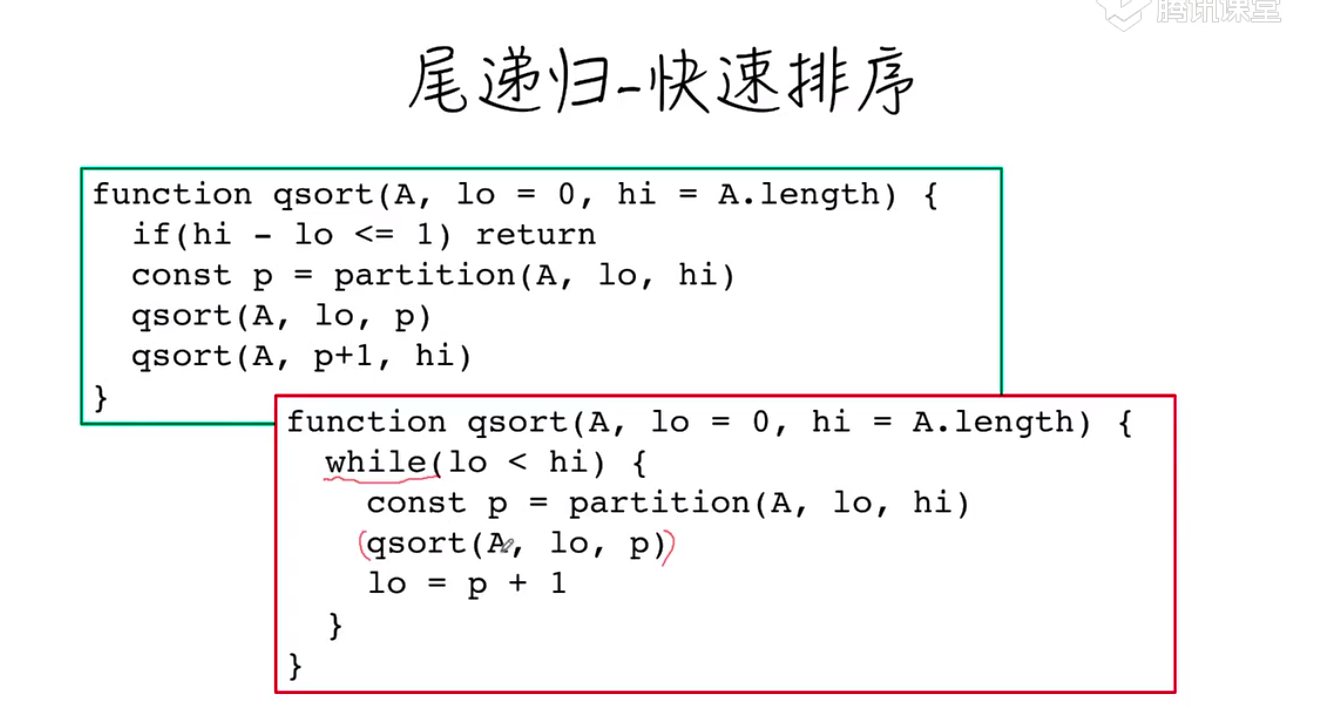 腾讯课堂
尾递归-快速排序
function qsort(A, lo = 0, hi = A.length) {
if(hi - lo <= 1) return
const p = partition(A, lo, hi)
qsort(A, lo, p)
qsort(A, p+1, hi)
}
function qsort(A, lo = 0, hi = A.length) {
while(lo < hi) {
const p = partition(A, lo, hi)
qsort(A, lo, p)
lo = p + 1
}
}